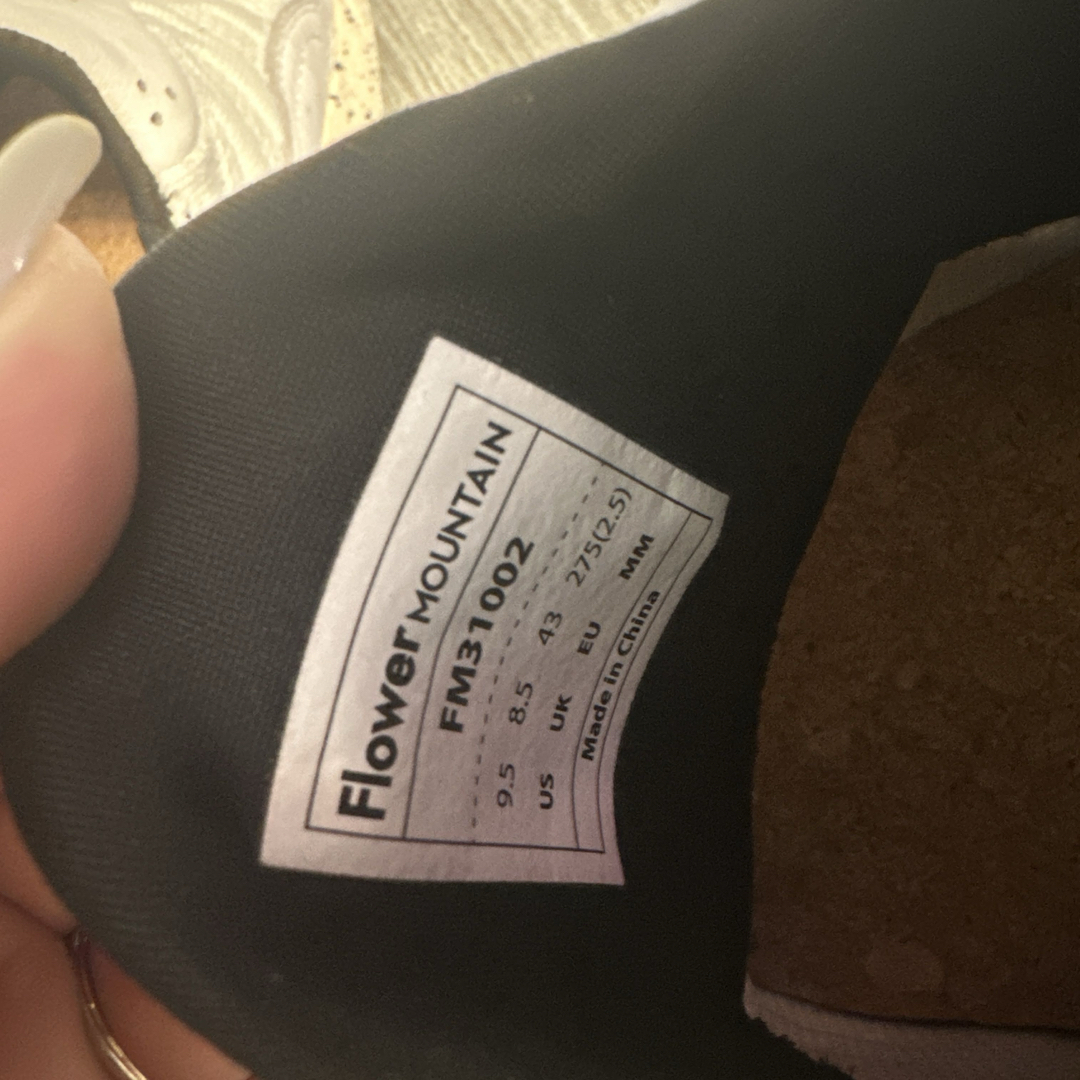 Flower MOUNTAIN
FM31002
9.5 8.5 43 275(2.5)
US UK EU MM
Made in China